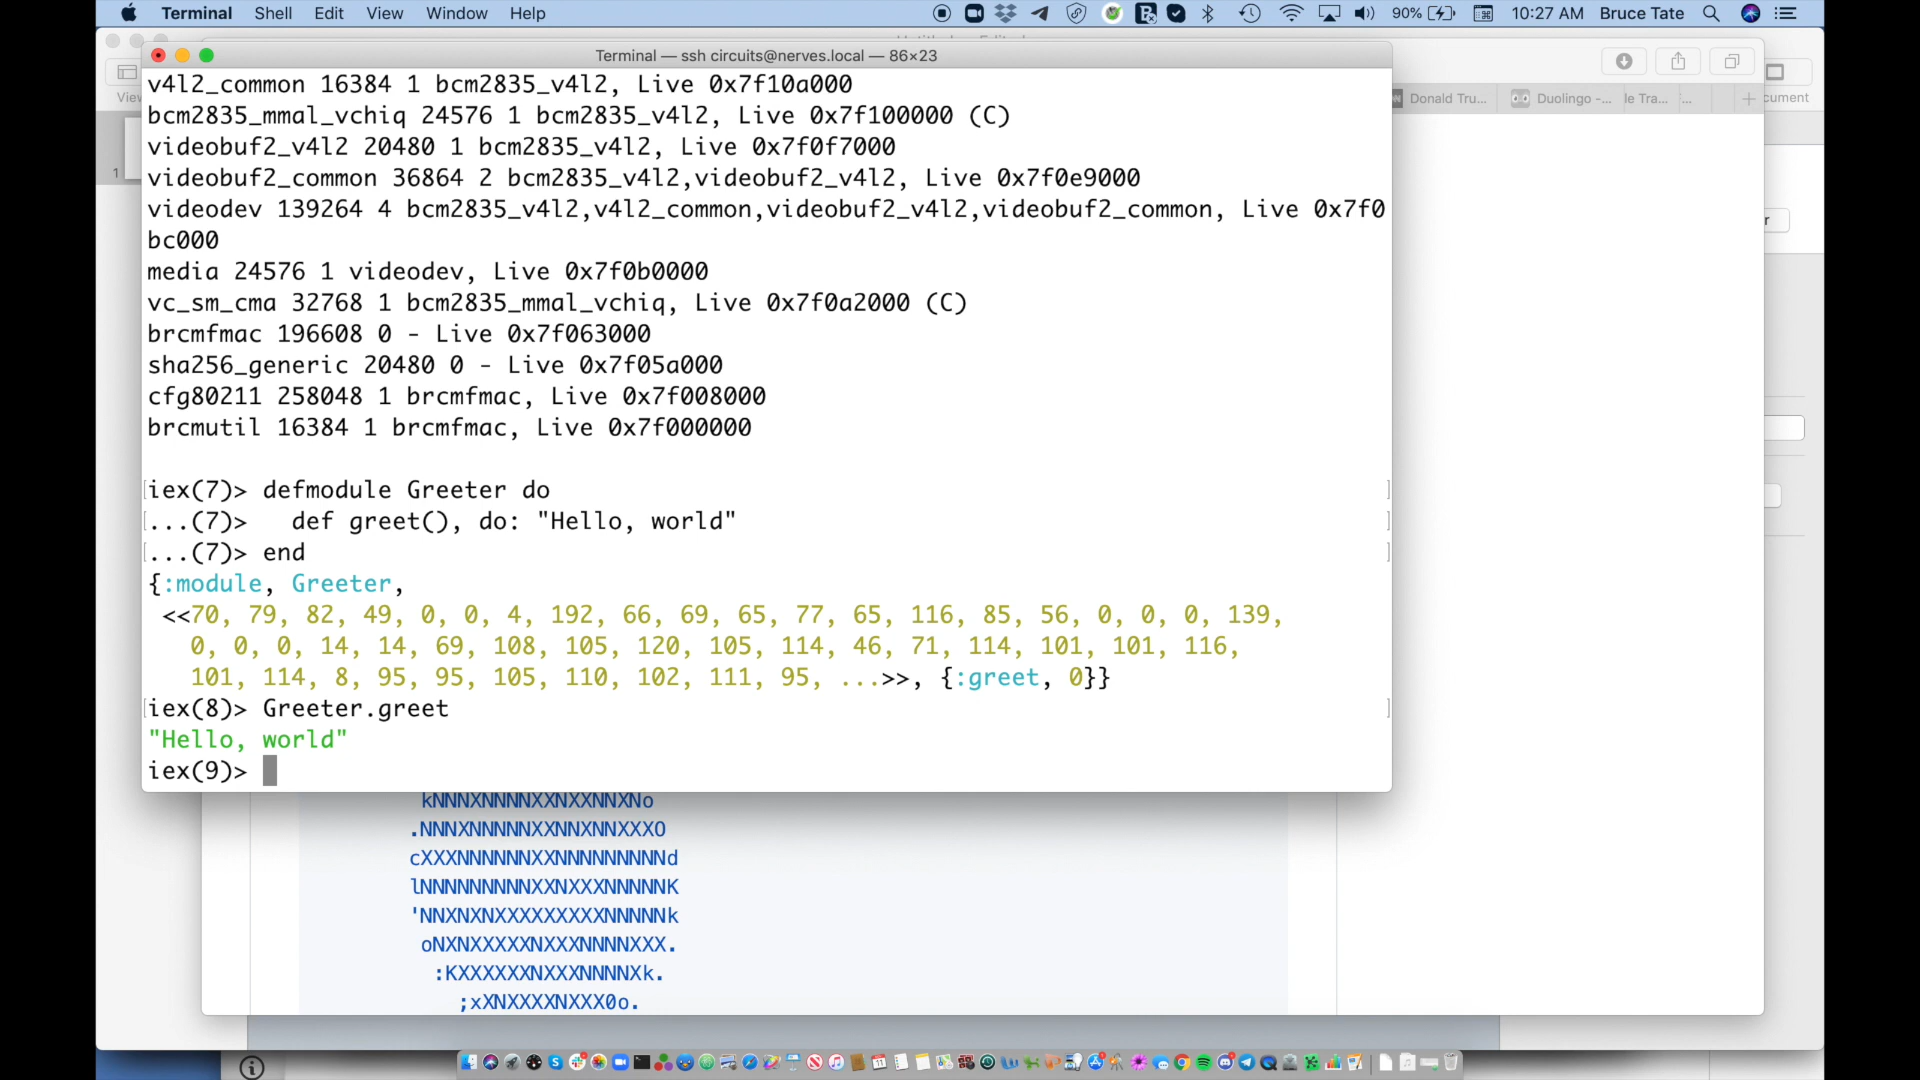 Terminal Shell Edit View Window Help 90% 10:27 AM Bruce Tate
Terminal — ssh circuits@nerves.local — 86×23
View
cument
Donald Tru...
Duolingo -...
le Tra...
1
r
v4l2_common 16384 1 bcm2835_v4l2, Live 0x7f10a000
bcm2835_mmal_vchiq 24576 1 bcm2835_v4l2, Live 0x7f100000 (C)
videobuf2_v4l2 20480 1 bcm2835_v4l2, Live 0x7f0f7000
videobuf2_common 36864 2 bcm2835_v4l2,videobuf2_v4l2, Live 0x7f0e9000
videodev 139264 4 bcm2835_v4l2,v4l2_common,videobuf2_v4l2,videobuf2_common, Live 0x7f0
bc000
media 24576 1 videodev, Live 0x7f0b0000
vc_sm_cma 32768 1 bcm2835_mmal_vchiq, Live 0x7f0a2000 (C)
brcmfmac 196608 0 - Live 0x7f063000
sha256_generic 20480 0 - Live 0x7f05a000
cfg80211 258048 1 brcmfmac, Live 0x7f008000
brcmutil 16384 1 brcmfmac, Live 0x7f000000
[iex(7)> defmodule Greeter do ]
[...(7)>   def greet(), do: "Hello, world" ]
[...(7)> end ]
{:module, Greeter,
<<70, 79, 82, 49, 0, 0, 4, 192, 66, 69, 65, 77, 65, 116, 85, 56, 0, 0, 0, 139,
0, 0, 0, 14, 14, 69, 108, 105, 120, 105, 114, 46, 71, 114, 101, 101, 116,
101, 114, 8, 95, 95, 105, 110, 102, 111, 95, ...>>, {:greet, 0}}
[iex(8)> Greeter.greet ]
"Hello, world"
iex(9)>
kNNNXNNNNXXNXXNNXNo
.NNNXNNNNNXXNNXNNXXXO
cXXXNNNNNNXXNNNNNNNNNd
lNNNNNNNNNXXNXXXNNNNNK
'NNXNXNXXXXXXXXXNNNNNk
oNXNXXXXXNXXXNNNNXXX.
:KXXXXXXNXXXNNNNXk.
;xXNXXXXNXXX0o.